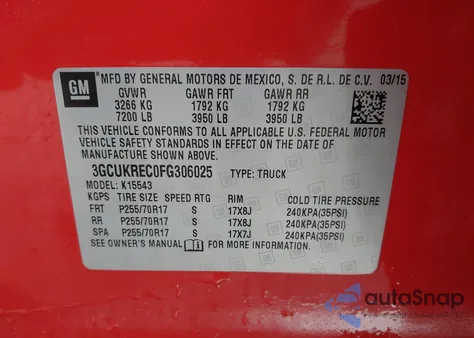 GM
MFD BY GENERAL MOTORS DE MEXICO, S. DE R.L. DE C.V. 03/15
GVWR GAWR FRT GAWR RR
3266 KG 1792 KG 1792 KG
7200 LB 3950 LB 3950 LB
THIS VEHICLE CONFORMS TO ALL APPLICABLE U.S. FEDERAL MOTOR
VEHICLE SAFETY STANDARDS IN EFFECT ON THE DATE OF
MANUFACTURE SHOWN ABOVE.
3GCUKREC0FG306025 TYPE: TRUCK
MODEL: K15543
KGPS TIRE SIZE SPEED RTG RIM COLD TIRE PRESSURE
FRT P255/70R17 S 17X8J 240KPA(35PSI)
RR P255/70R17 S 17X8J 240KPA(35PSI)
SPA P255/70R17 S 17X7J 240KPA(35PSI)
SEE OWNER'S MANUAL FOR MORE INFORMATION.
autoSnap